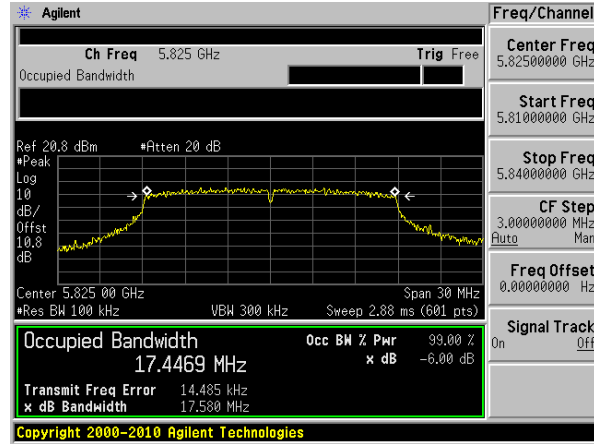 Agilent
Freq/Channel
Ch Freq 5.825 GHz Trig Free
Occupied Bandwidth
Center Freq
5.82500000 GHz
Start Freq
5.81000000 GHz
Stop Freq
5.84000000 GHz
CF Step
3.00000000 MHz
Auto Man
Freq Offset
0.00000000 Hz
Signal Track
On Off
Ref 20.8 dBm #Atten 20 dB
#Peak
Log
10
dB/
Offst
10.8
dB
Center 5.825 00 GHz Span 30 MHz
#Res BW 100 kHz VBW 300 kHz Sweep 2.88 ms (601 pts)
Occupied Bandwidth Occ BW % Pwr 99.00 %
17.4469 MHz x dB -6.00 dB
Transmit Freq Error 14.485 kHz
x dB Bandwidth 17.580 MHz
Copyright 2000-2010 Agilent Technologies